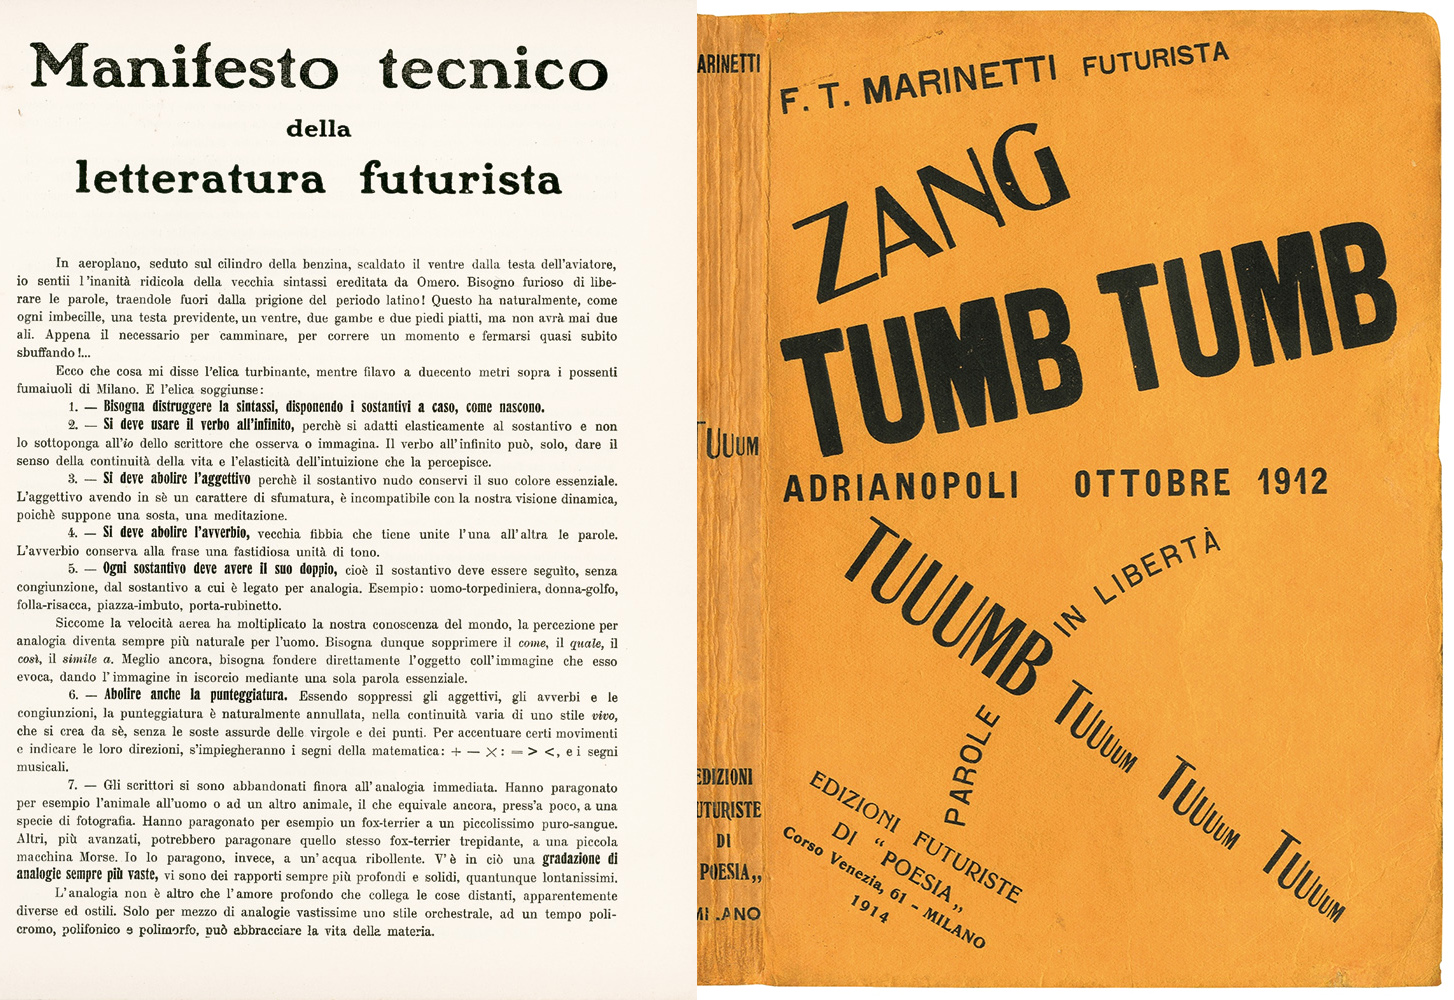 Manifesto tecnico
della
letteratura futurista
In aeroplano, seduto sul cilindro della benzina, scaldato il ventre dalla testa dell'aviatore,
io sentii l'inanità ridicola della vecchia sintassi ereditata da Omero. Bisogno furioso di libe-
rare le parole, traendole fuori dalla prigione del periodo latino! Questo ha naturalmente, come
ogni imbecille, una testa previdente, un ventre, due gambe e due piedi piatti, ma non avrà mai due
ali. Appena il necessario per camminare, per correre un momento e fermarsi quasi subito
sbuffando!...
Ecco che cosa mi disse l'elica turbinante, mentre filavo a duecento metri sopra i possenti
fumaiuoli di Milano. E l'elica soggiunse:
1. — Bisogna distruggere la sintassi, disponendo i sostantivi a caso, come nascono.
2. — Si deve usare il verbo all'infinito, perchè si adatti elasticamente al sostantivo e non
lo sottoponga all'io dello scrittore che osserva o immagina. Il verbo all'infinito può, solo, dare il
senso della continuità della vita e l'elasticità dell'intuizione che la percepisce.
3. — Si deve abolire l'aggettivo perchè il sostantivo nudo conservi il suo colore essenziale.
L'aggettivo avendo in sè un carattere di sfumatura, è incompatibile con la nostra visione dinamica,
poichè suppone una sosta, una meditazione.
4. — Si deve abolire l'avverbio, vecchia fibbia che tiene unite l'una all'altra le parole.
L'avverbio conserva alla frase una fastidiosa unità di tono.
5. — Ogni sostantivo deve avere il suo doppio, cioè il sostantivo deve essere seguìto, senza
congiunzione, dal sostantivo a cui è legato per analogia. Esempio: uomo-torpediniera, donna-golfo,
folla-risacca, piazza-imbuto, porta-rubinetto.
Siccome la velocità aerea ha moltiplicato la nostra conoscenza del mondo, la percezione per
analogia diventa sempre più naturale per l'uomo. Bisogna dunque sopprimere il come, il quale, il
così, il simile a. Meglio ancora, bisogna fondere direttamente l'oggetto coll'immagine che esso
evoca, dando l'immagine in iscorcio mediante una sola parola essenziale.
6. — Abolire anche la punteggiatura. Essendo soppressi gli aggettivi, gli avverbi e le
congiunzioni, la punteggiatura è naturalmente annullata, nella continuità varia di uno stile vivo,
che si crea da sè, senza le soste assurde delle virgole e dei punti. Per accentuare certi movimenti
e indicare le loro direzioni, s'impiegheranno i segni della matematica: + — × : = > <, e i segni
musicali.
7. — Gli scrittori si sono abbandonati finora all'analogia immediata. Hanno paragonato
per esempio l'animale all'uomo o ad un altro animale, il che equivale ancora, press'a poco, a una
specie di fotografia. Hanno paragonato per esempio un fox-terrier a un piccolissimo puro-sangue.
Altri, più avanzati, potrebbero paragonare quello stesso fox-terrier trepidante, a una piccola
macchina Morse. Io lo paragono, invece, a un'acqua ribollente. V'è in ciò una gradazione di
analogie sempre più vaste, vi sono dei rapporti sempre più profondi e solidi, quantunque lontanissimi.
L'analogia non è altro che l'amore profondo che collega le cose distanti, apparentemente
diverse ed ostili. Solo per mezzo di analogie vastissime uno stile orchestrale, ad un tempo poli-
cromo, polifonico e polimorfo, può abbracciare la vita della materia.
ARINETTI
TUUUM
EDIZIONI
UTURISTE
DI
POESIA„
MILANO
F. T. MARINETTI FUTURISTA
ZANG
TUMB TUMB
ADRIANOPOLI OTTOBRE 1912
TUUUMB
TUUUUM
TUUUUM
TUUUUM
PAROLE
IN LIBERTÀ
EDIZIONI FUTURISTE
DI "POESIA„
Corso Venezia, 61 - MILANO
1914